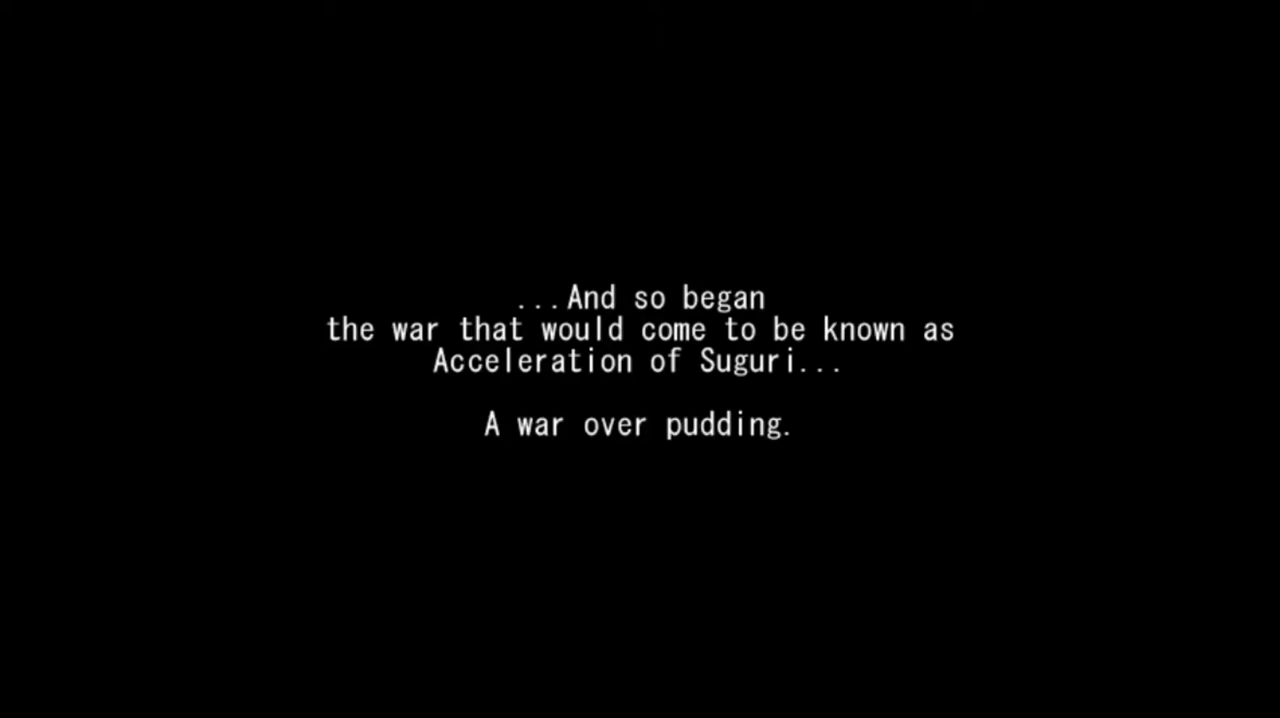 ...And so began
the war that would come to be known as
Acceleration of Suguri...
A war over pudding.